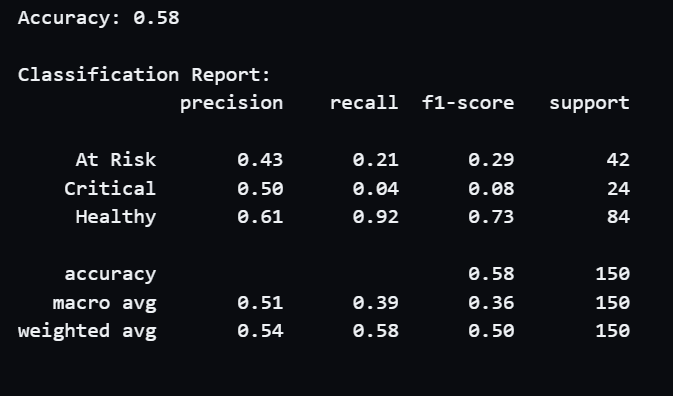 Accuracy: 0.58
Classification Report:
precision recall f1-score support
At Risk 0.43 0.21 0.29 42
Critical 0.50 0.04 0.08 24
Healthy 0.61 0.92 0.73 84
accuracy 0.58 150
macro avg 0.51 0.39 0.36 150
weighted avg 0.54 0.58 0.50 150